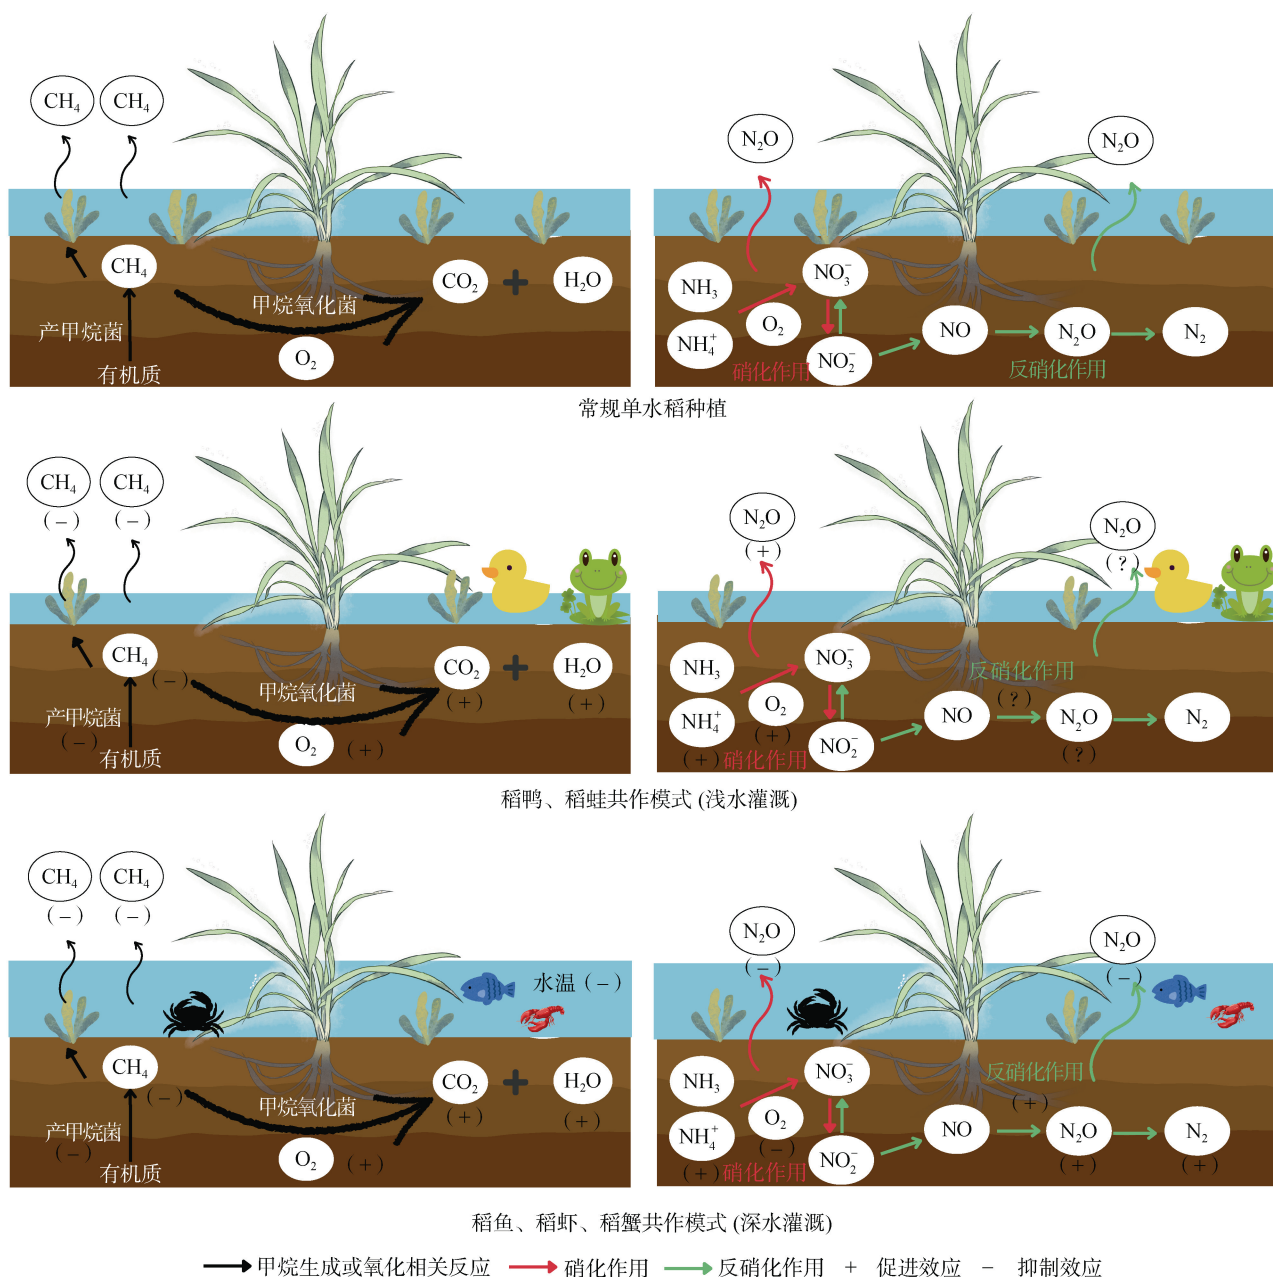 CH₄ CH₄
CH₄
甲烷氧化菌
CO₂ + H₂O
产甲烷菌
O₂
有机质
N₂O
N₂O
NH₃
NO₃⁻
O₂
NH₄⁺
NO₂⁻
NO
N₂O
N₂
硝化作用
反硝化作用
常规单水稻种植
CH₄ CH₄
(－) (－)
CH₄
(－)
甲烷氧化菌
CO₂ + H₂O
(+) (+)
产甲烷菌
(－)
O₂ (+)
有机质
N₂O
(+)
N₂O
(?)
NH₃
NO₃⁻
O₂
(+)
NH₄⁺
(+)
NO₂⁻
硝化作用
反硝化作用
(?)
NO
N₂O
(?)
N₂
稻鸭、稻蛙共作模式 (浅水灌溉)
CH₄ CH₄
(－) (－)
水温 (－)
CH₄
(－)
甲烷氧化菌
CO₂ + H₂O
(+) (+)
产甲烷菌
(－)
O₂ (+)
有机质
N₂O
(－)
N₂O
(－)
NH₃
NO₃⁻
O₂
(－)
NH₄⁺
(+)
NO₂⁻
硝化作用
反硝化作用
(+)
NO
N₂O
(+)
N₂
(+)
稻鱼、稻虾、稻蟹共作模式 (深水灌溉)
甲烷生成或氧化相关反应 硝化作用 反硝化作用 + 促进效应 － 抑制效应